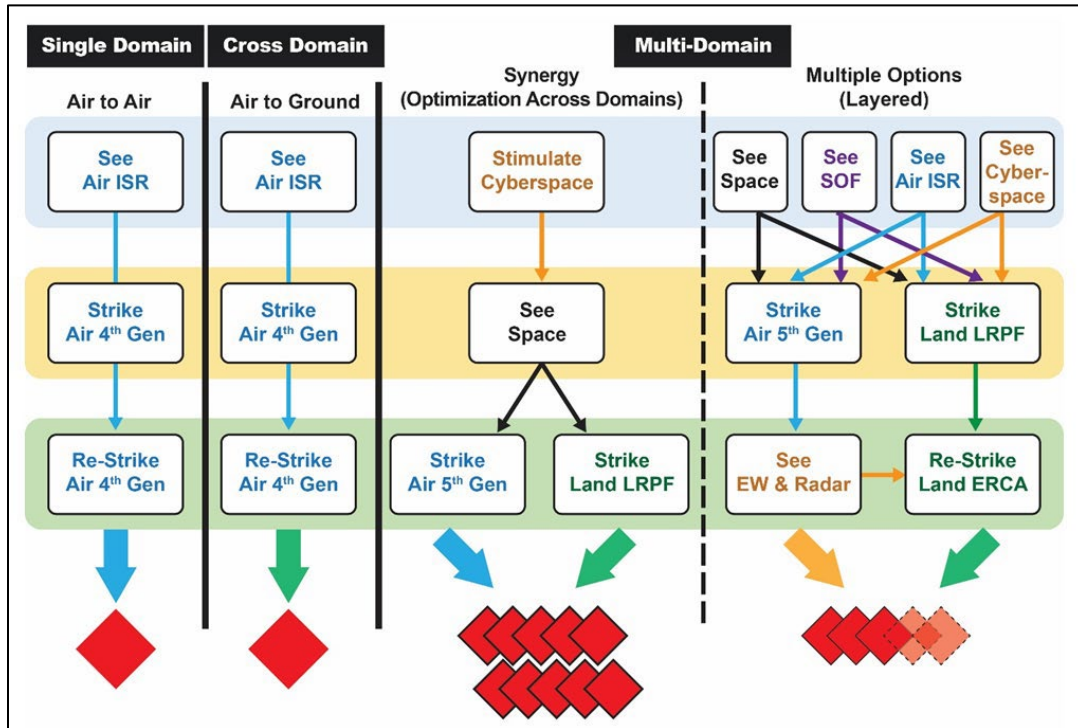 Single Domain
Cross Domain
Multi-Domain
Air to Air
Air to Ground
Synergy
(Optimization Across Domains)
Multiple Options
(Layered)
See
Air ISR
See
Air ISR
Stimulate
Cyberspace
See
Space
See
SOF
See
Air ISR
See
Cyber-
space
Strike
Air 4th Gen
Strike
Air 4th Gen
See
Space
Strike
Air 5th Gen
Strike
Land LRPF
Re-Strike
Air 4th Gen
Re-Strike
Air 4th Gen
Strike
Air 5th Gen
Strike
Land LRPF
See
EW & Radar
Re-Strike
Land ERCA